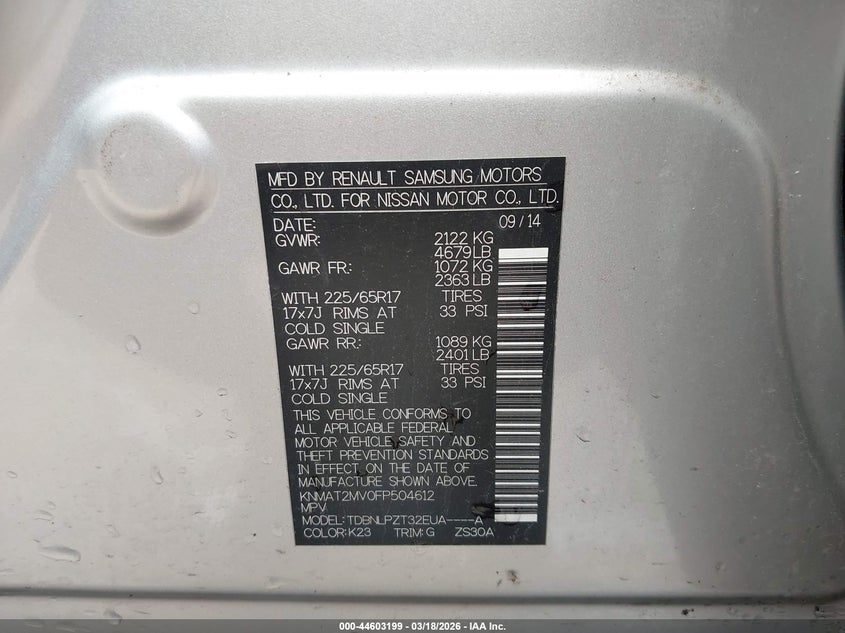 MFD BY RENAULT SAMSUNG MOTORS
CO., LTD. FOR NISSAN MOTOR CO., LTD.
DATE: 09/14
GVWR: 2122 KG
4679 LB
GAWR FR: 1072 KG
2363 LB
WITH 225/65R17 TIRES
17x7J RIMS AT 33 PSI
COLD SINGLE
GAWR RR.: 1089 KG
2401 LB
WITH 225/65R17 TIRES
17x7J RIMS AT 33 PSI
COLD SINGLE
THIS VEHICLE CONFORMS TO
ALL APPLICABLE FEDERAL
MOTOR VEHICLE SAFETY AND
THEFT PREVENTION STANDARDS
IN EFFECT ON THE DATE OF
MANUFACTURE SHOWN ABOVE.
KNMAT2MV0FP504612
MPV
MODEL: TDBNLPZT32EUA----A
COLOR: K23 TRIM: G ZS30A
000-44603199 - 03/18/2026 - IAA Inc.